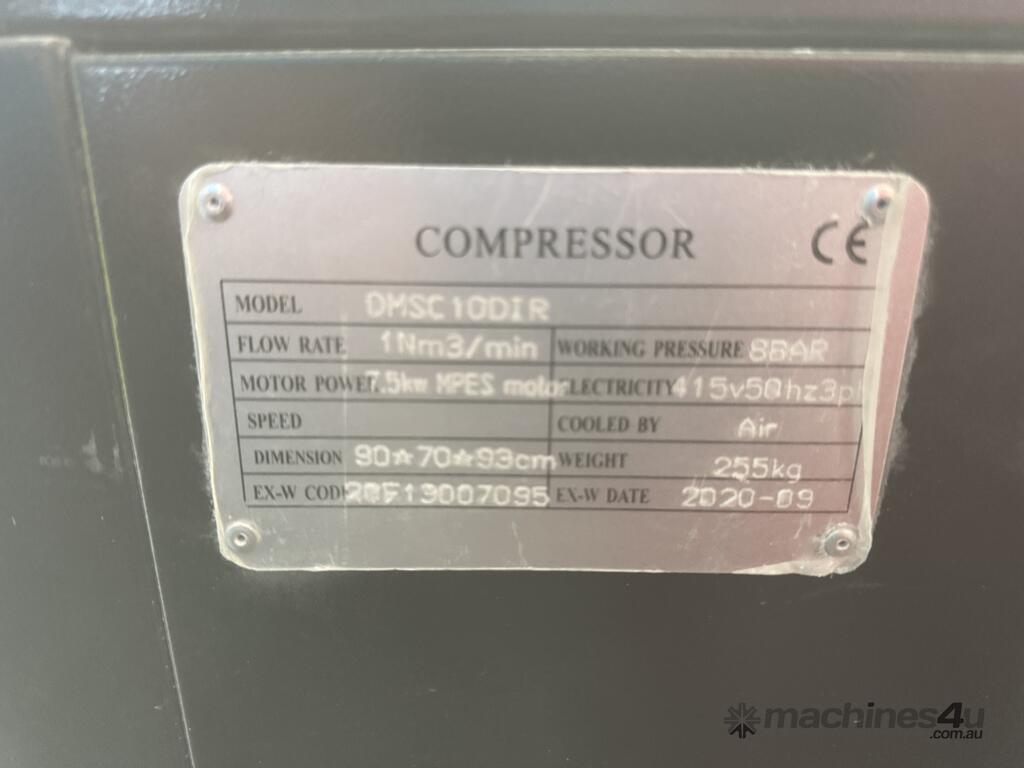 COMPRESSOR CE
MODEL DMSC10DIR
FLOW RATE 1Nm3/min WORKING PRESSURE 8BAR
MOTOR POWER 7.5kw MPES motor ELECTRICITY 415v50hz3p
SPEED COOLED BY Air
DIMENSION 90*70*93cm WEIGHT 255kg
EX-W CODE EX-W DATE 2020-09
machines4u
.com.au